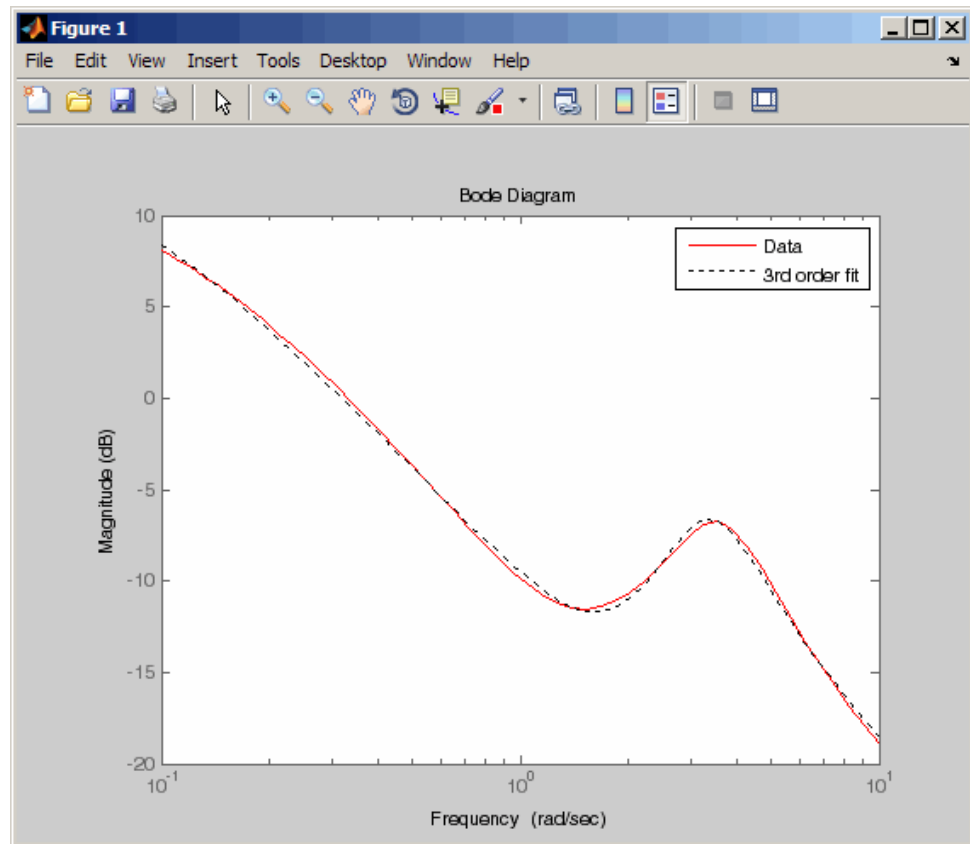 Figure 1
File Edit View Insert Tools Desktop Window Help
Bode Diagram
Data
3rd order fit
Magnitude (dB)
10
5
0
-5
-10
-15
-20
10^-1
10^0
10^1
Frequency (rad/sec)